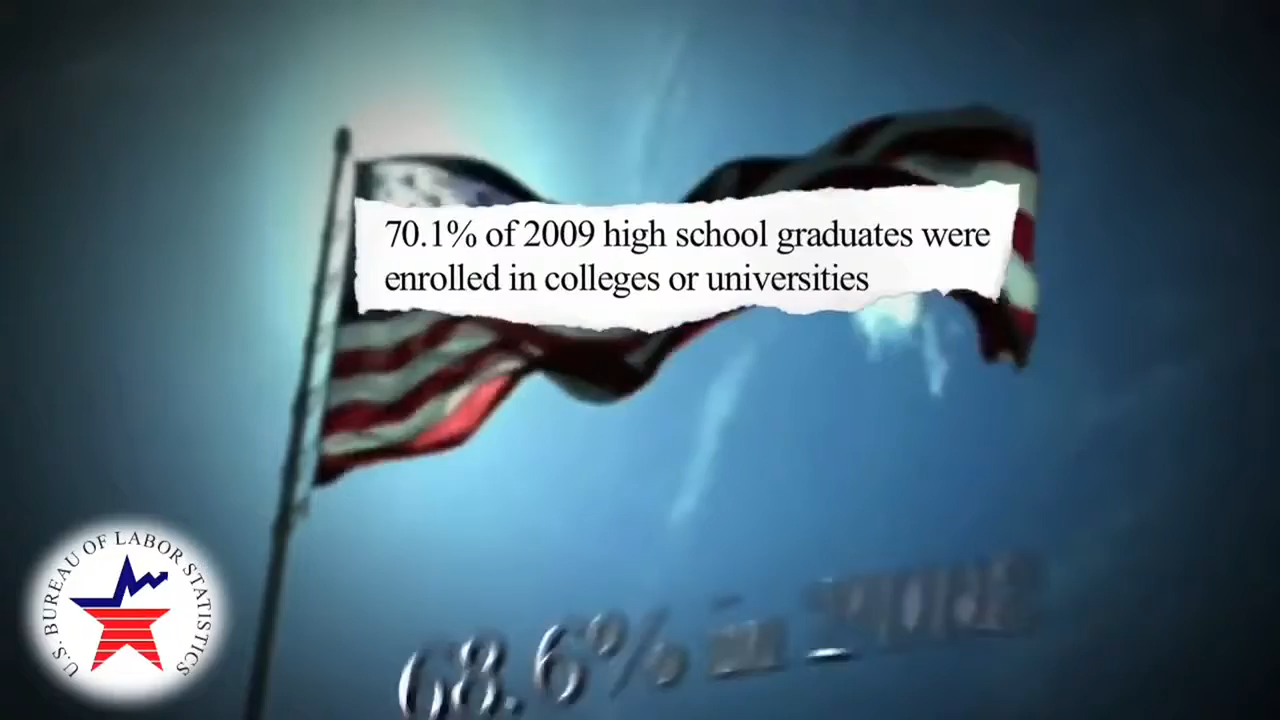 70.1% of 2009 high school graduates were
enrolled in colleges or universities
U.S. BUREAU OF LABOR STATISTICS
68.6% in